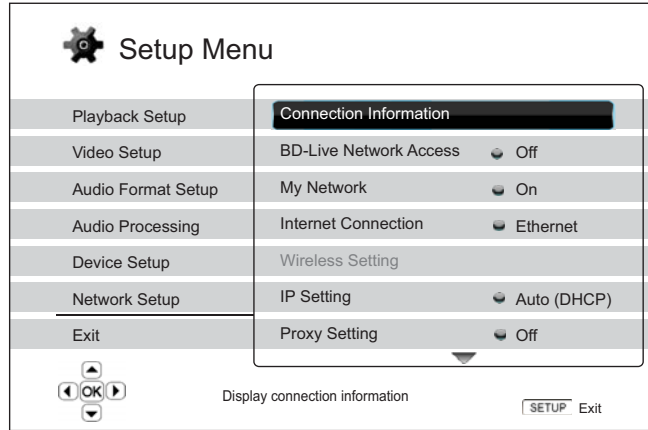 Setup Menu
Playback Setup
Video Setup
Audio Format Setup
Audio Processing
Device Setup
Network Setup
Exit
Connection Information
BD-Live Network Access Off
My Network On
Internet Connection Ethernet
Wireless Setting
IP Setting Auto (DHCP)
Proxy Setting Off
OK
Display connection information
SETUP Exit